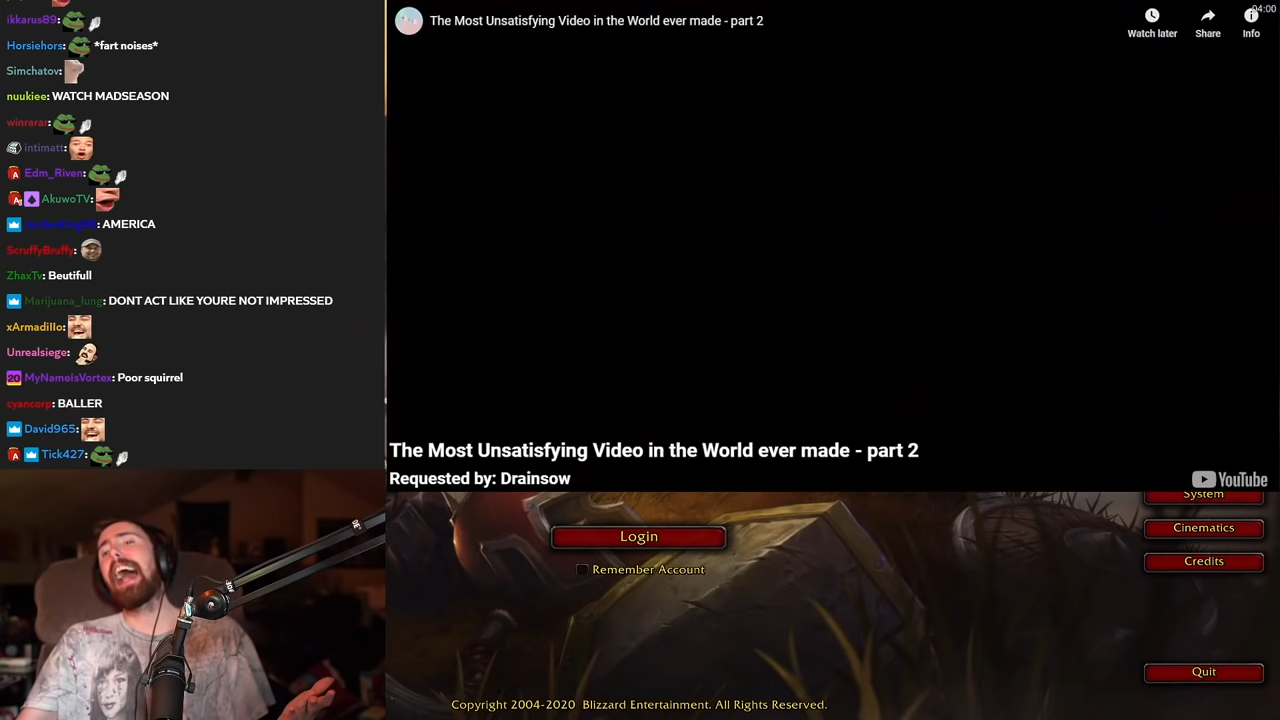 ikkarus89:
Horsiehors: *fart noises*
Simchatov:
nuukiee: WATCH MADSEASON
winrarar:
intimatt:
Edm_Riven:
AkuwoTV:
: AMERICA
ScruffyBruffy:
ZhaxTv: Beutifull
Marijuana_lung: DONT ACT LIKE YOURE NOT IMPRESSED
xArmadillo:
Unrealsiege:
20 MyNameIsVortex: Poor squirrel
cyancorp: BALLER
David965:
Tick427:
The Most Unsatisfying Video in the World ever made - part 2
04:00
Watch later
Share
Info
The Most Unsatisfying Video in the World ever made - part 2
Requested by: Drainsow
YouTube
System
Login
Cinematics
Remember Account
Credits
Quit
Copyright 2004-2020 Blizzard Entertainment. All Rights Reserved.